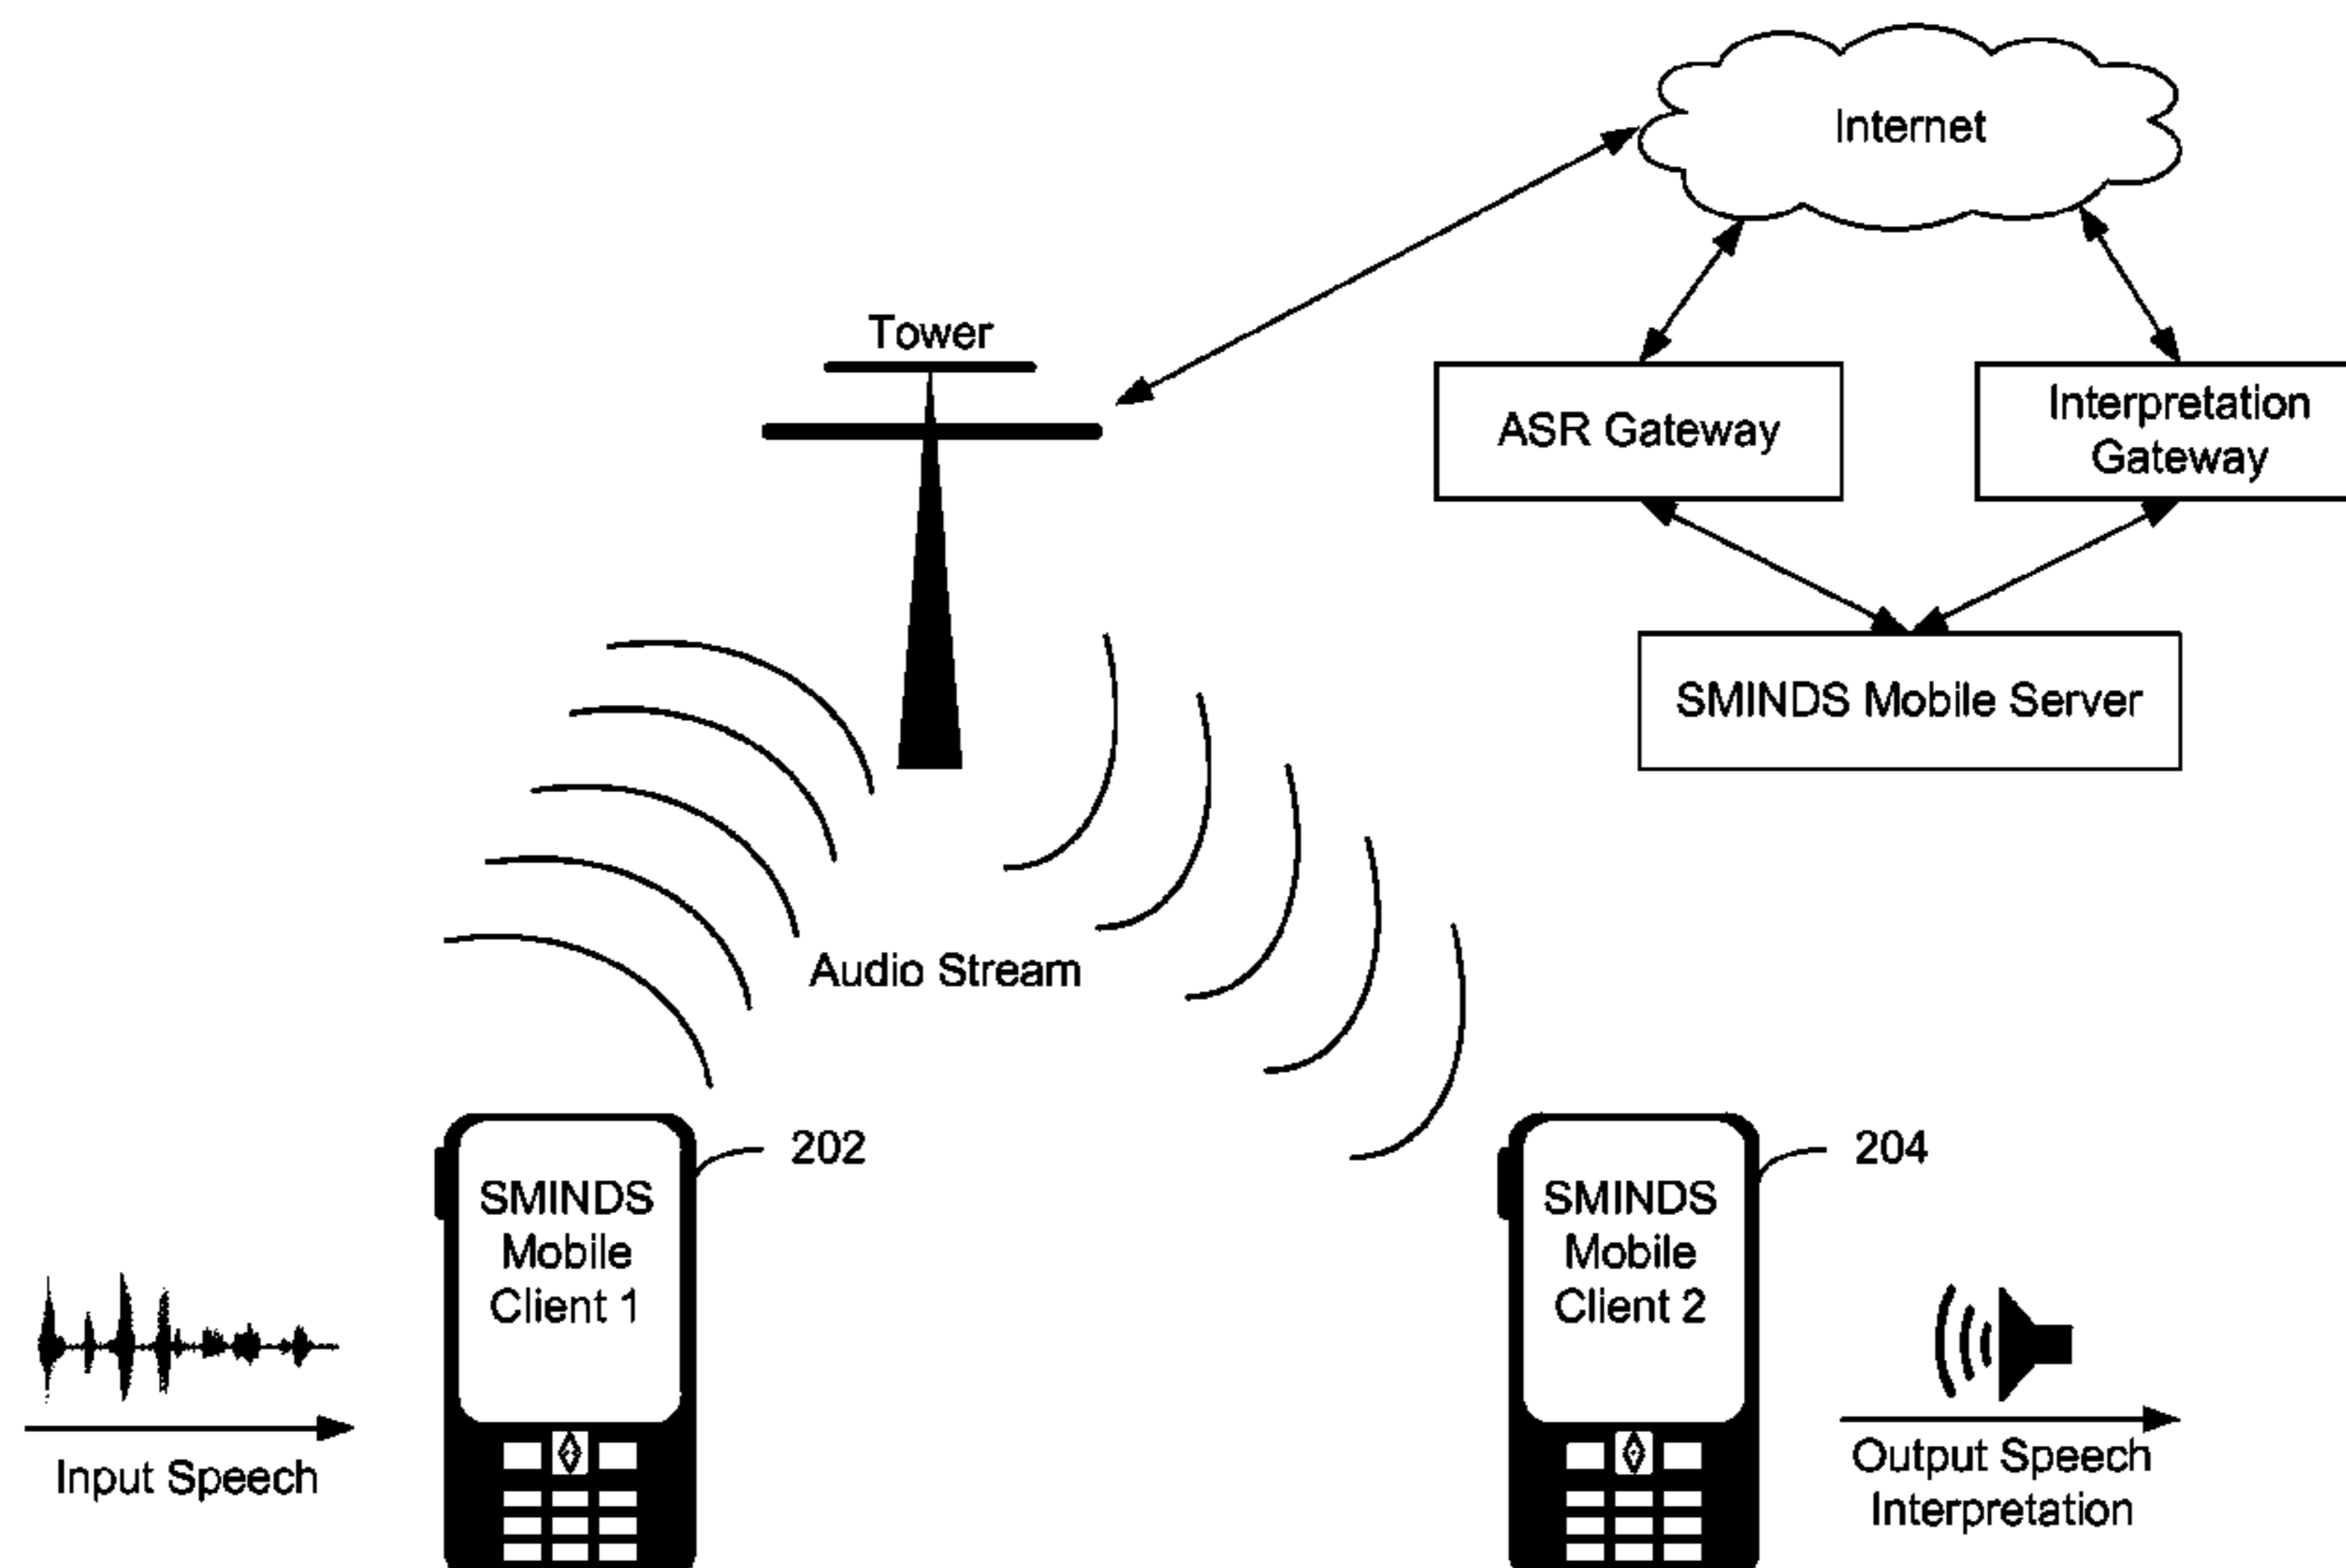 Internet
Tower
ASR Gateway
Interpretation
Gateway
SMINDS Mobile Server
Audio Stream
202
204
SMINDS
Mobile
Client 1
SMINDS
Mobile
Client 2
Input Speech
Output Speech
Interpretation